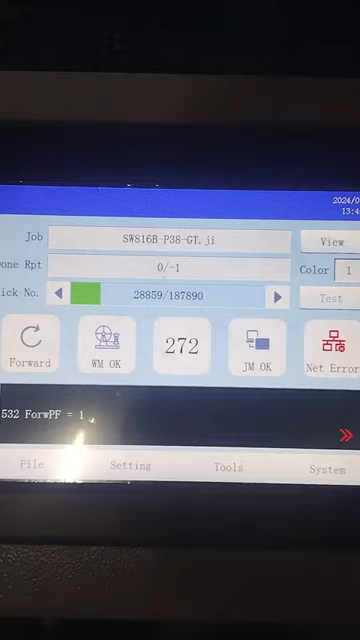 2024/0
13:4
Job SW816B-P38-GT.ji View
Done Rpt 0/-1 Color 1
ick No. 28859/187890 Test
Forward WM OK 272 JM OK Net Error
532 ForwPF = 1
File Setting Tools System